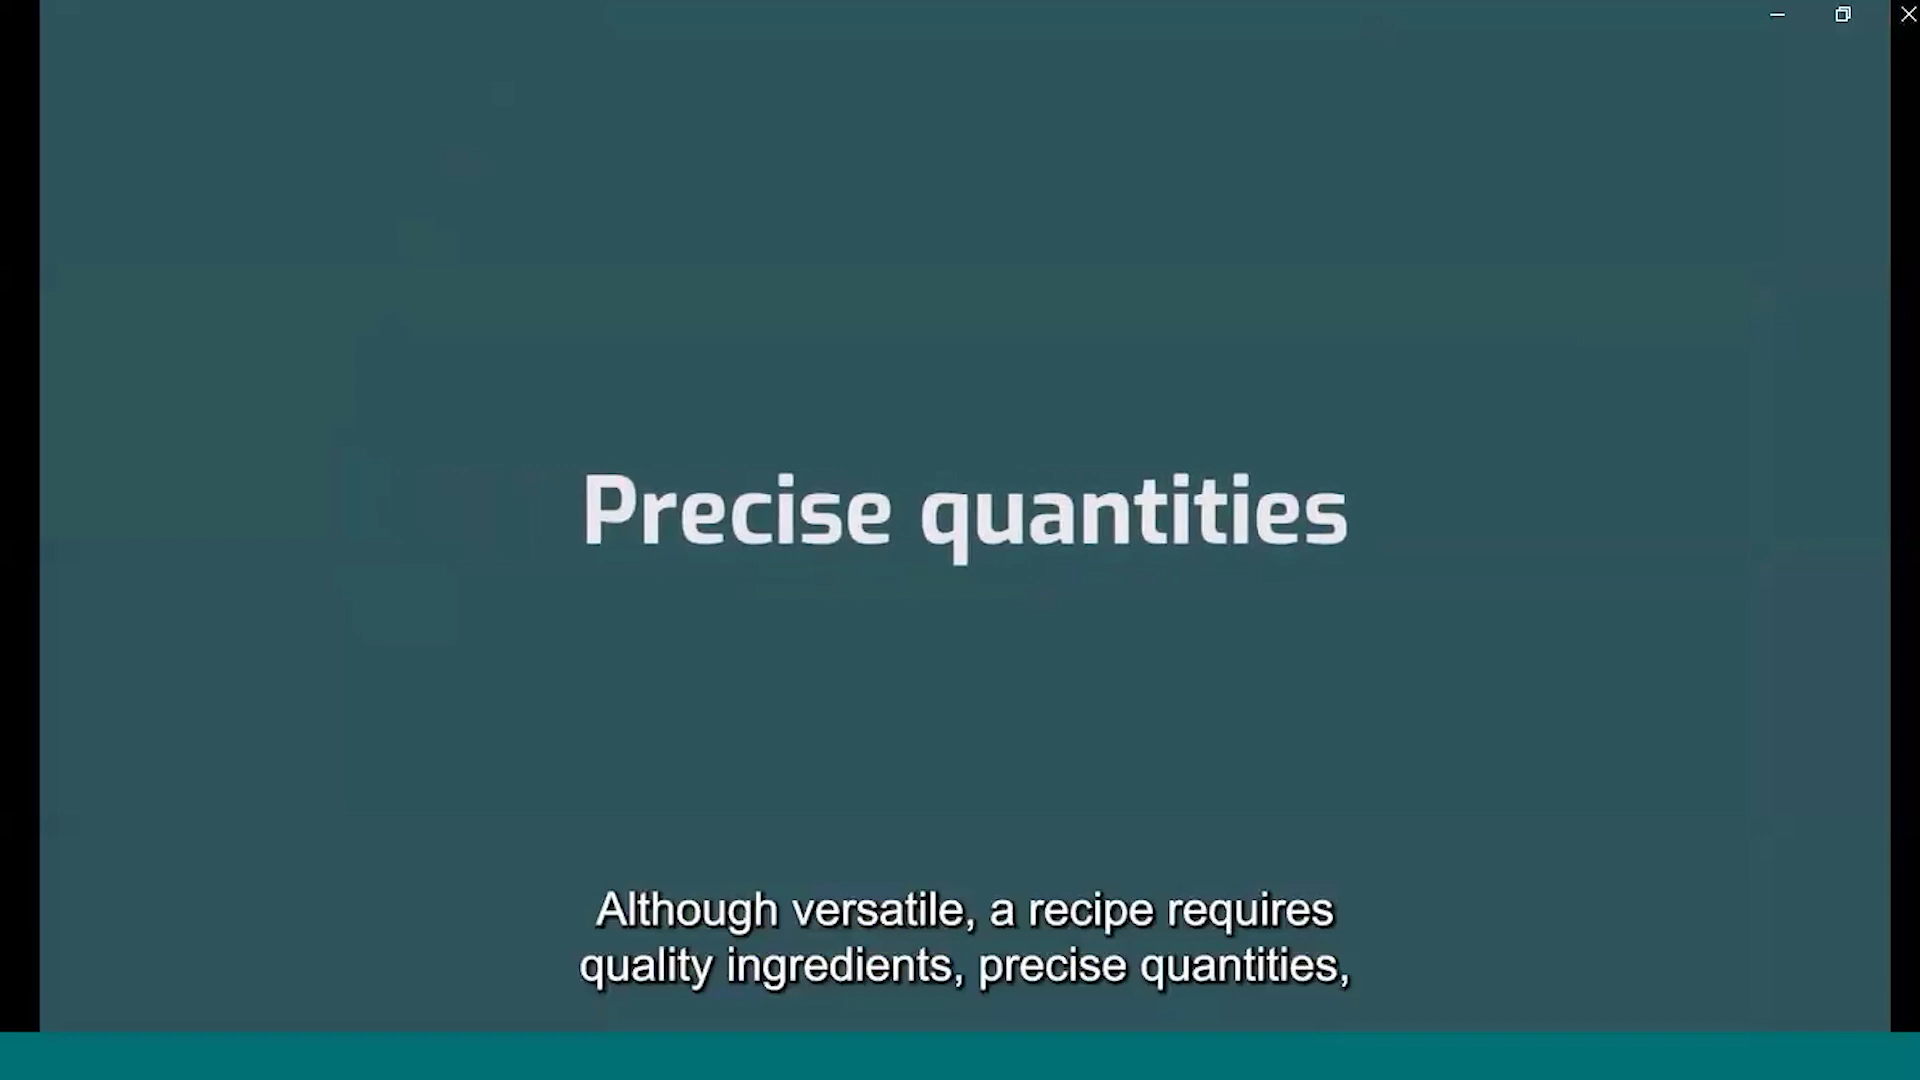 Precise quantities
Although versatile, a recipe requires
quality ingredients, precise quantities,